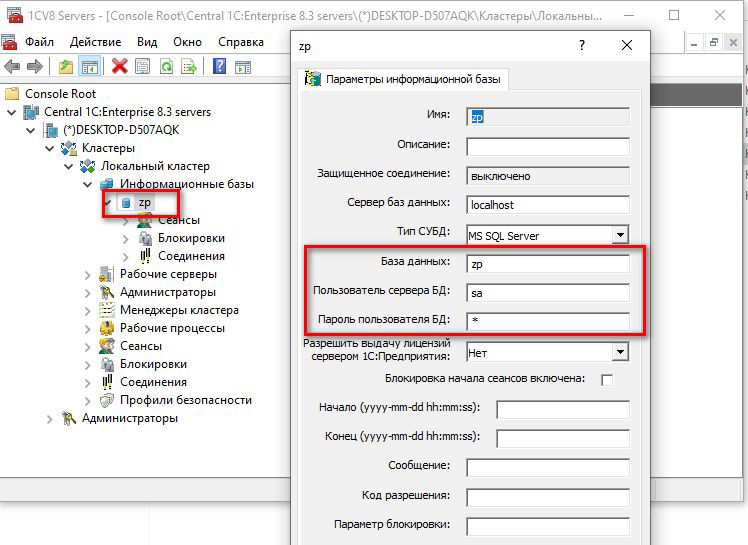 1CV8 Servers - [Console Root\Central 1C:Enterprise 8.3 servers\(*)DESKTOP-D507AQK\Кластеры\Локальны...
Файл Действие Вид Окно Справка
Console Root
Central 1C:Enterprise 8.3 servers
(*)DESKTOP-D507AQK
Кластеры
Локальный кластер
Информационные базы
zp
Сеансы
Блокировки
Соединения
Рабочие серверы
Администраторы
Менеджеры кластера
Рабочие процессы
Сеансы
Блокировки
Соединения
Профили безопасности
Администраторы
zp
Параметры информационной базы
Имя: zp
Описание:
Защищенное соединение: выключено
Сервер баз данных: localhost
Тип СУБД: MS SQL Server
База данных: zp
Пользователь сервера БД: sa
Пароль пользователя БД: *
Разрешить выдачу лицензий
сервером 1С:Предприятия: Нет
Блокировка начала сеансов включена:
Начало (yyyy-mm-dd hh:mm:ss):
Конец (yyyy-mm-dd hh:mm:ss):
Сообщение:
Код разрешения:
Параметр блокировки: